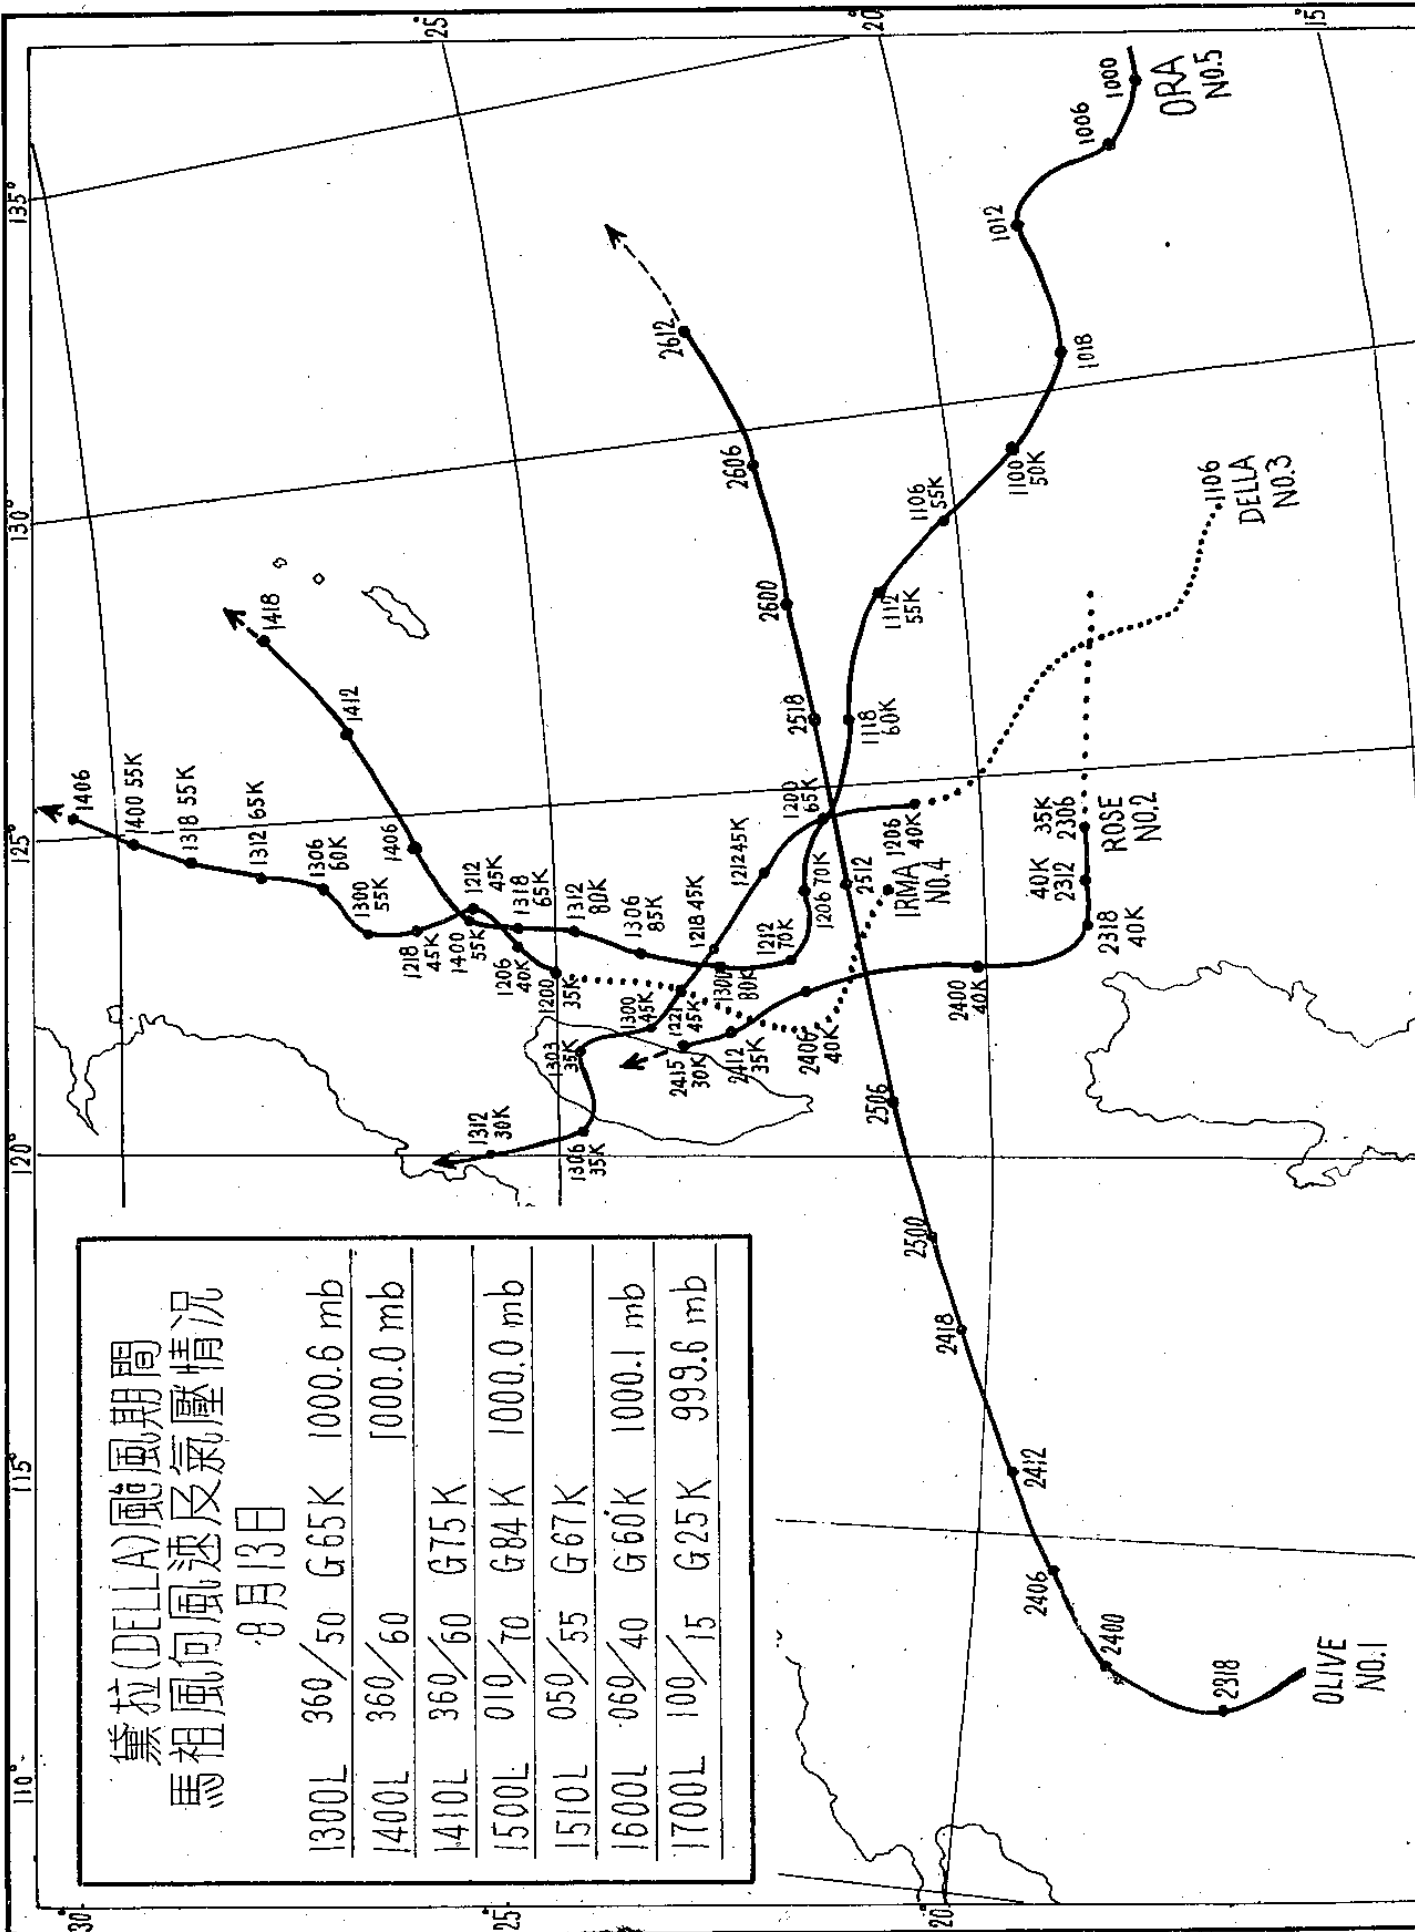 黛拉(DELLA)颱風期間
馬祖風向風速及氣壓情况
8月13日
1300L 360/50 G65K 1000.6 mb
1400L 360/60 1000.0 mb
1410L 360/60 G75K
1500L 010/70 G84K 1000.0 mb
1510L 050/55 G67K
1600L 060/40 G60K 1000.1 mb
1700L 100/15 G25K 999.6 mb
110°
115°
120°
125°
130°
135°
30
25
20
25
20
15
OLIVE
NO.1
2318
2400
2406
2412
2418
2500
2506
2512
2518
2600
2606
2612
ROSE
NO.2
35K
2306
40K
2312
2318
40K
2400
40K
2406
40K
2412
35K
2415
30K
1106
DELLA
NO.3
1206
40K
1212 45K
1218 45K
1300
45K
1303
35K
1306
35K
1312
30K
IRMA
NO.4
1221
45K
1200
35K
1206
40K
1212
45K
1218
45K
1300
55K
1306
60K
1312 65K
1318 55K
1400 55K
1406
ORA
NO.5
1000
1006
1012
1018
1100
50K
1106
55K
1112
55K
1118
60K
1200
65K
1206 70K
1212
70K
1300
80K
1306
85K
1312
80K
1318
65K
1400
55K
1406
1412
1418